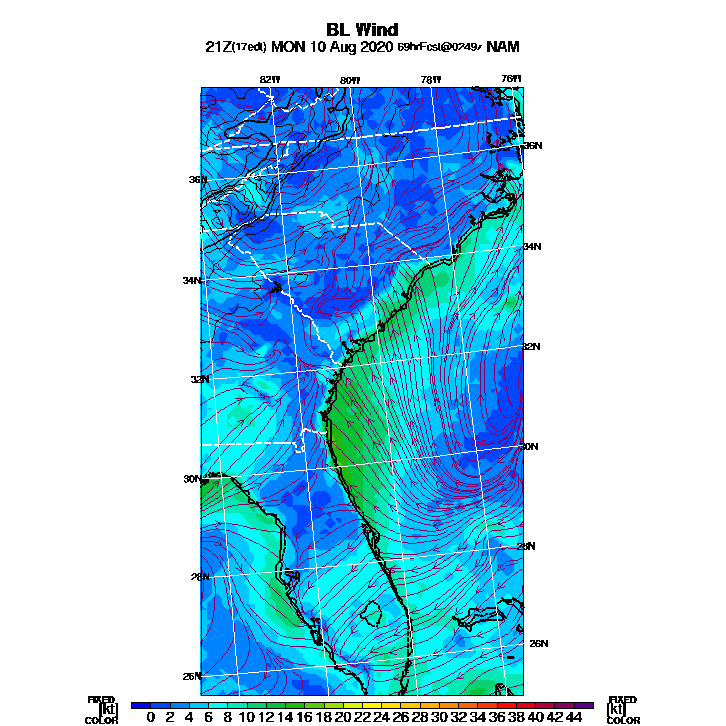 BL Wind
21Z(17edt) MON 10 Aug 2020 69hrFcst@0249z NAM
82W 80W 78W 76W
36N
36N
34N
34N
32N
32N
30N
30N
28N
28N
26N
26N
FIXED [kt] COLOR
0 2 4 6 8 10 12 14 16 18 20 22 24 26 28 30 32 34 36 38 40 42 44
FIXED [kt] COLOR